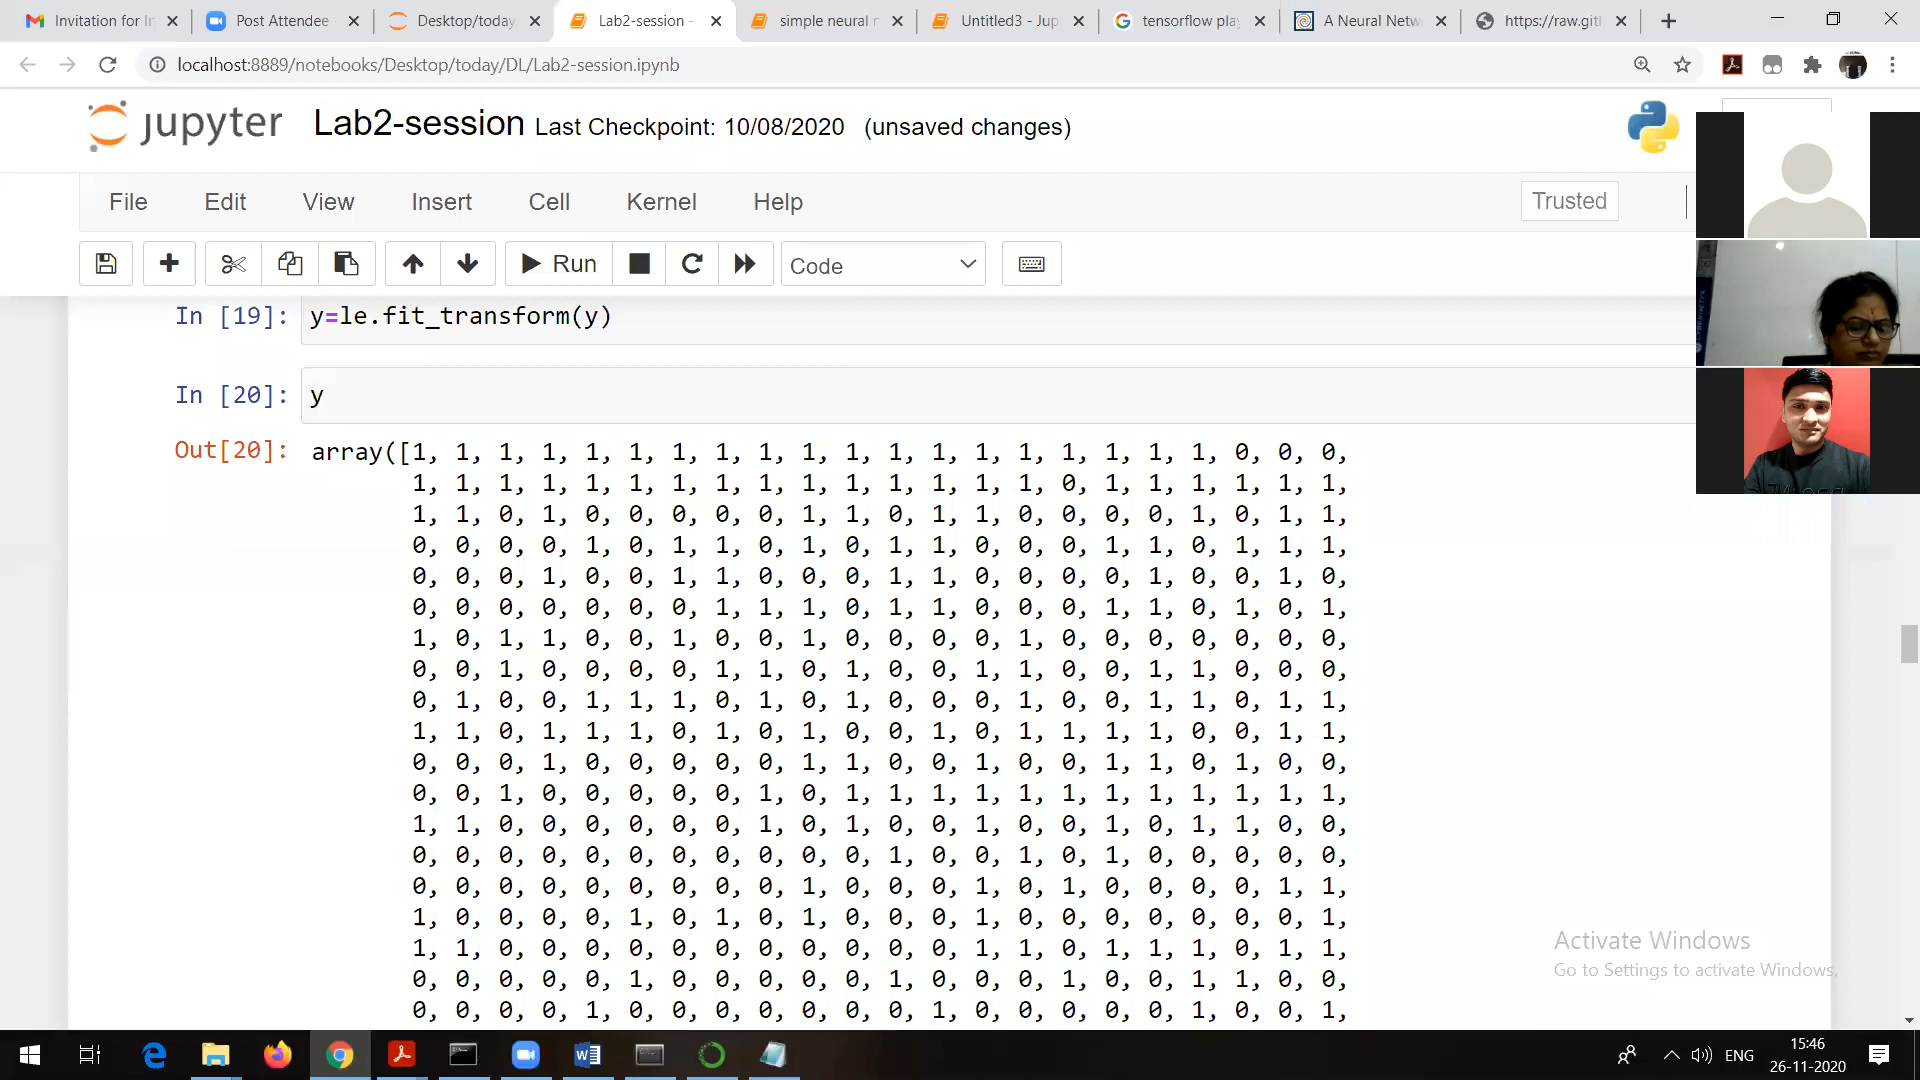 Invitation for In
Post Attendee
Desktop/today
Lab2-session -
simple neural n
Untitled3 - Jup
tensorflow pla
A Neural Netw
https://raw.gitl
localhost:8889/notebooks/Desktop/today/DL/Lab2-session.ipynb
jupyter Lab2-session Last Checkpoint: 10/08/2020 (unsaved changes)
File Edit View Insert Cell Kernel Help Trusted
Run Code
In [19]: y=le.fit_transform(y)
In [20]: y
Out[20]: array([1, 1, 1, 1, 1, 1, 1, 1, 1, 1, 1, 1, 1, 1, 1, 1, 1, 1, 1, 0, 0, 0,
1, 1, 1, 1, 1, 1, 1, 1, 1, 1, 1, 1, 1, 1, 1, 0, 1, 1, 1, 1, 1, 1,
1, 1, 0, 1, 0, 0, 0, 0, 0, 1, 1, 0, 1, 1, 0, 0, 0, 0, 1, 0, 1, 1,
0, 0, 0, 0, 1, 0, 1, 1, 0, 1, 0, 1, 1, 0, 0, 0, 1, 1, 0, 1, 1, 1,
0, 0, 0, 1, 0, 0, 1, 1, 0, 0, 0, 1, 1, 0, 0, 0, 0, 1, 0, 0, 1, 0,
0, 0, 0, 0, 0, 0, 0, 1, 1, 1, 0, 1, 1, 0, 0, 0, 1, 1, 0, 1, 0, 1,
1, 0, 1, 1, 0, 0, 1, 0, 0, 1, 0, 0, 0, 0, 1, 0, 0, 0, 0, 0, 0, 0,
0, 0, 1, 0, 0, 0, 0, 1, 1, 0, 1, 0, 0, 1, 1, 0, 0, 1, 1, 0, 0, 0,
0, 1, 0, 0, 1, 1, 1, 0, 1, 0, 1, 0, 0, 0, 1, 0, 0, 1, 1, 0, 1, 1,
1, 1, 0, 1, 1, 1, 0, 1, 0, 1, 0, 0, 1, 0, 1, 1, 1, 1, 0, 0, 1, 1,
0, 0, 0, 1, 0, 0, 0, 0, 0, 1, 1, 0, 0, 1, 0, 0, 1, 1, 0, 1, 0, 0,
0, 0, 1, 0, 0, 0, 0, 0, 1, 0, 1, 1, 1, 1, 1, 1, 1, 1, 1, 1, 1, 1,
1, 1, 0, 0, 0, 0, 0, 0, 1, 0, 1, 0, 0, 1, 0, 0, 1, 0, 1, 1, 0, 0,
0, 0, 0, 0, 0, 0, 0, 0, 0, 0, 0, 1, 0, 0, 1, 0, 1, 0, 0, 0, 0, 0,
0, 0, 0, 0, 0, 0, 0, 0, 0, 1, 0, 0, 0, 1, 0, 1, 0, 0, 0, 0, 1, 1,
1, 0, 0, 0, 0, 1, 0, 1, 0, 1, 0, 0, 0, 1, 0, 0, 0, 0, 0, 0, 0, 1,
1, 1, 0, 0, 0, 0, 0, 0, 0, 0, 0, 0, 0, 1, 1, 0, 1, 1, 1, 0, 1, 1,
0, 0, 0, 0, 0, 1, 0, 0, 0, 0, 0, 1, 0, 0, 0, 1, 0, 0, 1, 1, 0, 0,
0, 0, 0, 0, 1, 0, 0, 0, 0, 0, 0, 0, 1, 0, 0, 0, 0, 0, 1, 0, 0, 1,
Activate Windows
Go to Settings to activate Windows.
ENG
15:46
26-11-2020